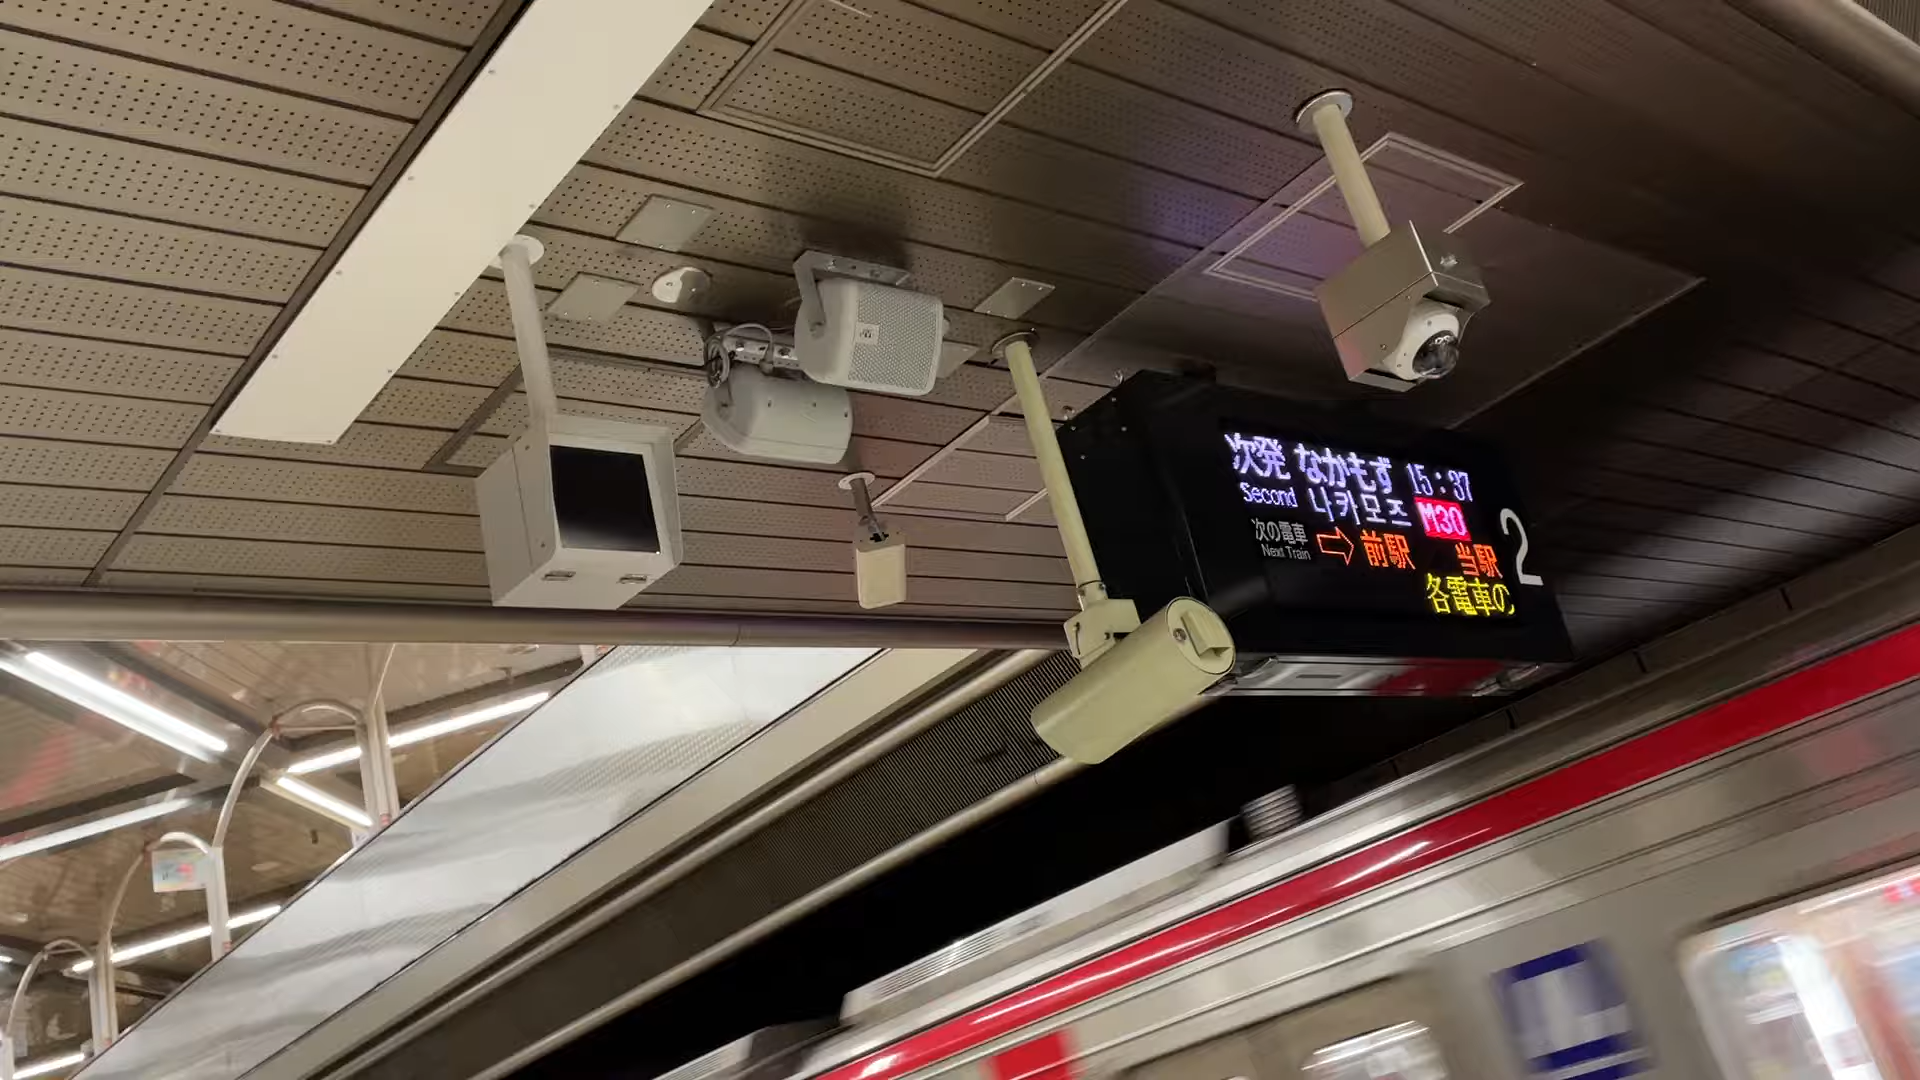 次発 なかもず 15:37
Second 나카모즈 M30
次の電車 前駅 当駅
Next Train
各電車の
2